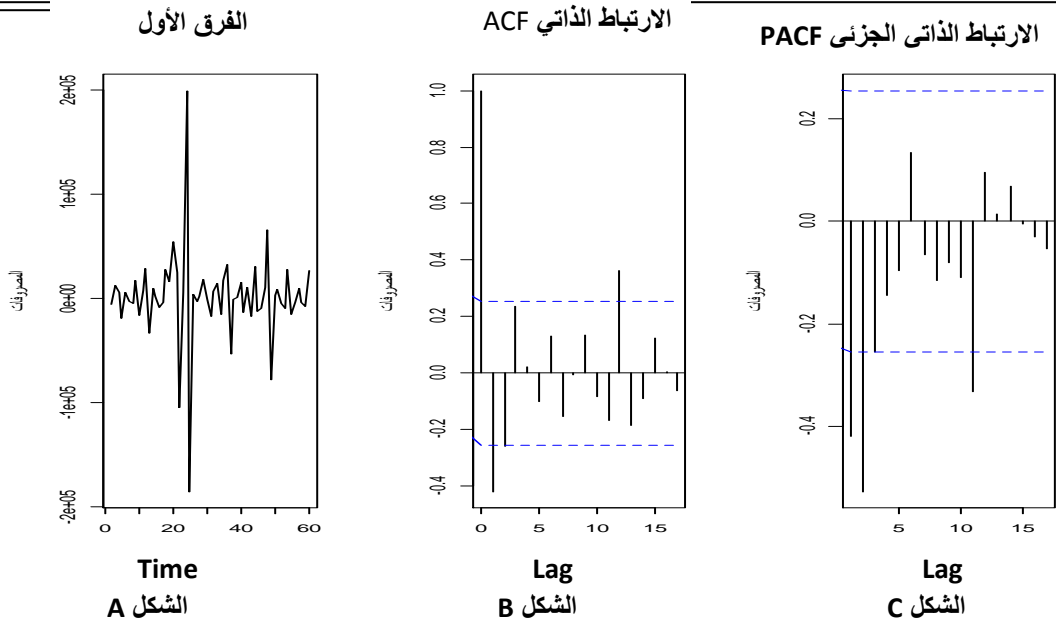 الفرق الأول
الارتباط الذاتي ACF
الارتباط الذاتى الجزئى PACF
المصروفات
2e+05
1e+05
0e+00
-1e+05
-2e+05
0 20 40 60
Time
الشكل A
المصروفات
1.0
0.8
0.6
0.4
0.2
0.0
-0.2
-0.4
0 5 10 15
Lag
الشكل B
المصروفات
0.2
0.0
-0.2
-0.4
5 10 15
Lag
الشكل C